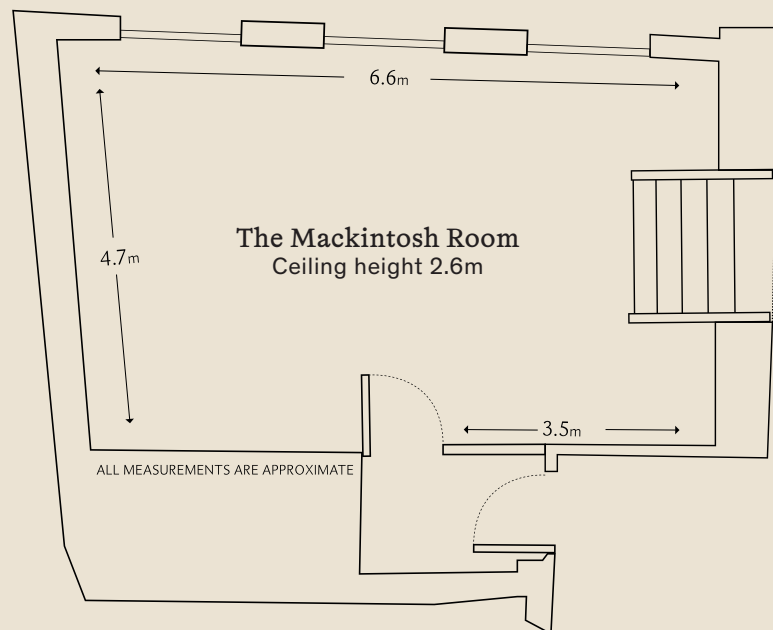 6.6m
4.7m
The Mackintosh Room
Ceiling height 2.6m
3.5m
ALL MEASUREMENTS ARE APPROXIMATE